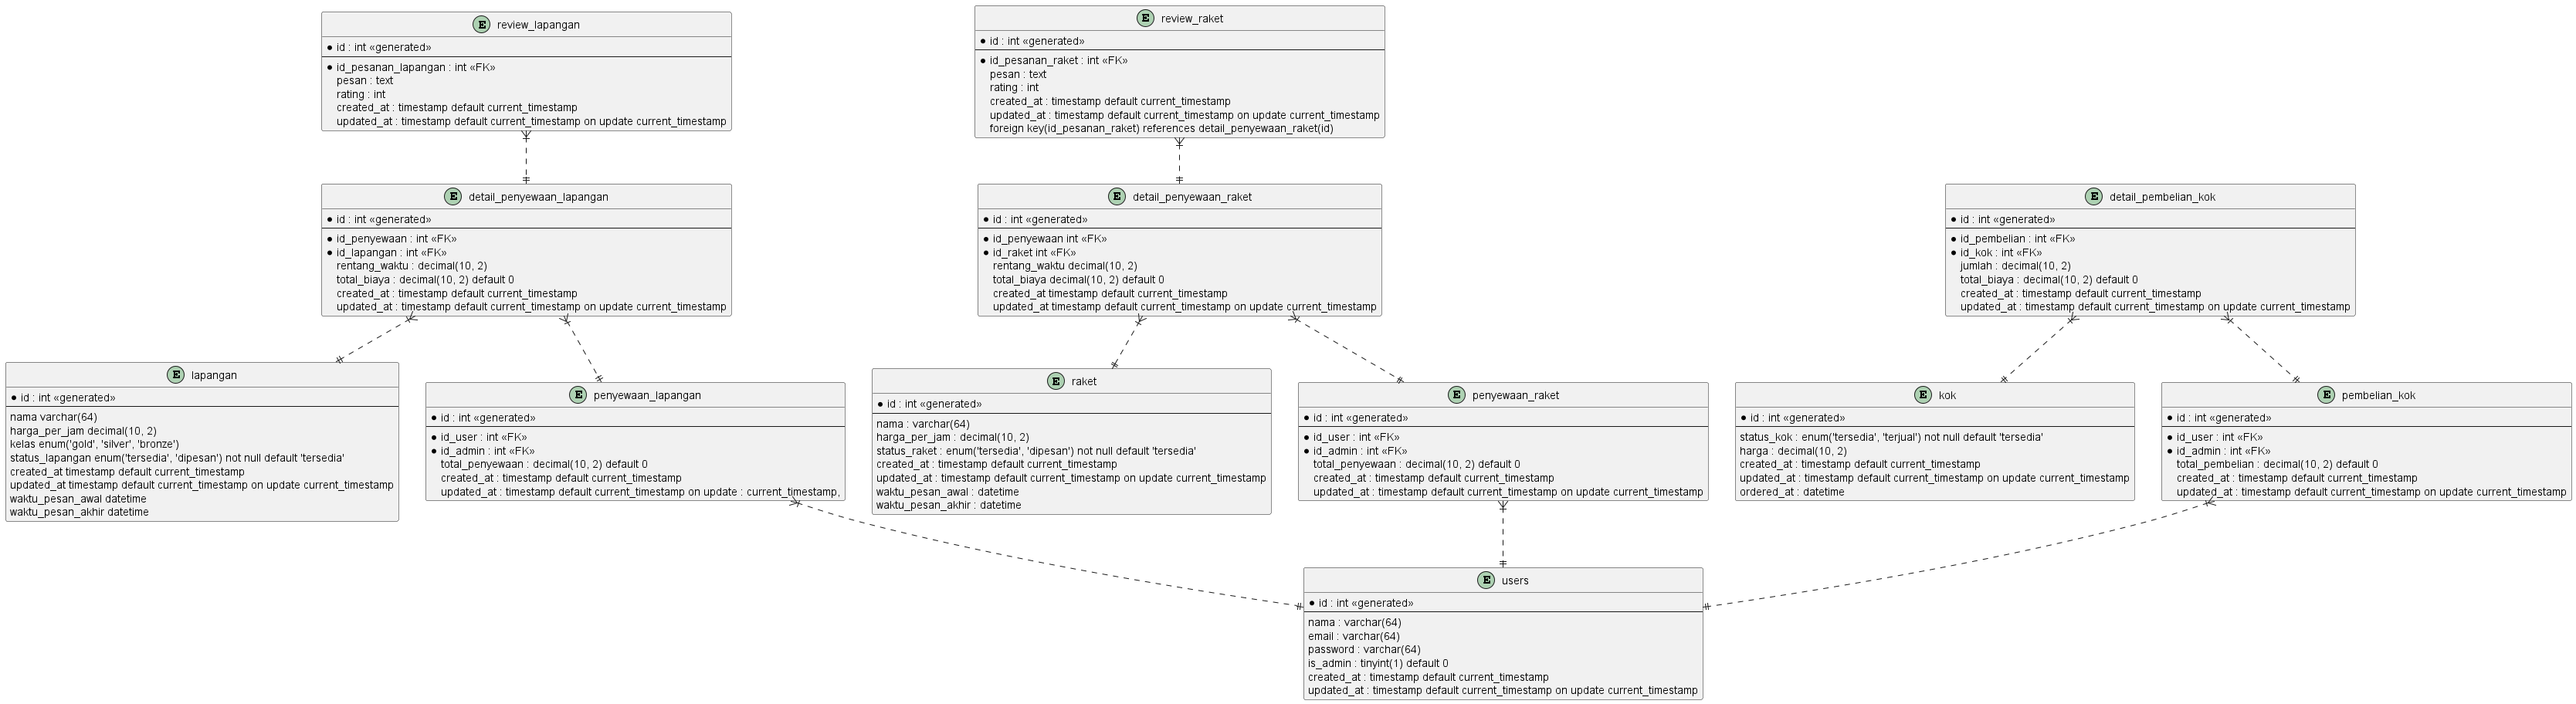 E review_lapangan
id : int «generated»
id_pesanan_lapangan : int «FK»
pesan : text
rating : int
created_at : timestamp default current_timestamp
updated_at : timestamp default current_timestamp on update current_timestamp
E review_raket
id : int «generated»
id_pesanan_raket : int «FK»
pesan : text
rating : int
created_at : timestamp default current_timestamp
updated_at : timestamp default current_timestamp on update current_timestamp
foreign key(id_pesanan_raket) references detail_penyewaan_raket(id)
E detail_penyewaan_lapangan
id : int «generated»
id_penyewaan : int «FK»
id_lapangan : int «FK»
rentang_waktu : decimal(10, 2)
total_biaya : decimal(10, 2) default 0
created_at : timestamp default current_timestamp
updated_at : timestamp default current_timestamp on update current_timestamp
E detail_penyewaan_raket
id : int «generated»
id_penyewaan int «FK»
id_raket int «FK»
rentang_waktu decimal(10, 2)
total_biaya decimal(10, 2) default 0
created_at timestamp default current_timestamp
updated_at timestamp default current_timestamp on update current_timestamp
E detail_pembelian_kok
id : int «generated»
id_pembelian : int «FK»
id_kok : int «FK»
jumlah : decimal(10, 2)
total_biaya : decimal(10, 2) default 0
created_at : timestamp default current_timestamp
updated_at : timestamp default current_timestamp on update current_timestamp
E lapangan
id : int «generated»
nama varchar(64)
harga_per_jam decimal(10, 2)
kelas enum('gold', 'silver', 'bronze')
status_lapangan enum('tersedia', 'dipesan') not null default 'tersedia'
created_at timestamp default current_timestamp
updated_at timestamp default current_timestamp on update current_timestamp
waktu_pesan_awal datetime
waktu_pesan_akhir datetime
E penyewaan_lapangan
id : int «generated»
id_user : int «FK»
id_admin : int «FK»
total_penyewaan : decimal(10, 2) default 0
created_at : timestamp default current_timestamp
updated_at : timestamp default current_timestamp on update : current_timestamp,
E raket
id : int «generated»
nama : varchar(64)
harga_per_jam : decimal(10, 2)
status_raket : enum('tersedia', 'dipesan') not null default 'tersedia'
created_at : timestamp default current_timestamp
updated_at : timestamp default current_timestamp on update current_timestamp
waktu_pesan_awal : datetime
waktu_pesan_akhir : datetime
E penyewaan_raket
id : int «generated»
id_user : int «FK»
id_admin : int «FK»
total_penyewaan : decimal(10, 2) default 0
created_at : timestamp default current_timestamp
updated_at : timestamp default current_timestamp on update current_timestamp
E kok
id : int «generated»
status_kok : enum('tersedia', 'terjual') not null default 'tersedia'
harga : decimal(10, 2)
created_at : timestamp default current_timestamp
updated_at : timestamp default current_timestamp on update current_timestamp
ordered_at : datetime
E pembelian_kok
id : int «generated»
id_user : int «FK»
id_admin : int «FK»
total_pembelian : decimal(10, 2) default 0
created_at : timestamp default current_timestamp
updated_at : timestamp default current_timestamp on update current_timestamp
E users
id : int «generated»
nama : varchar(64)
email : varchar(64)
password : varchar(64)
is_admin : tinyint(1) default 0
created_at : timestamp default current_timestamp
updated_at : timestamp default current_timestamp on update current_timestamp